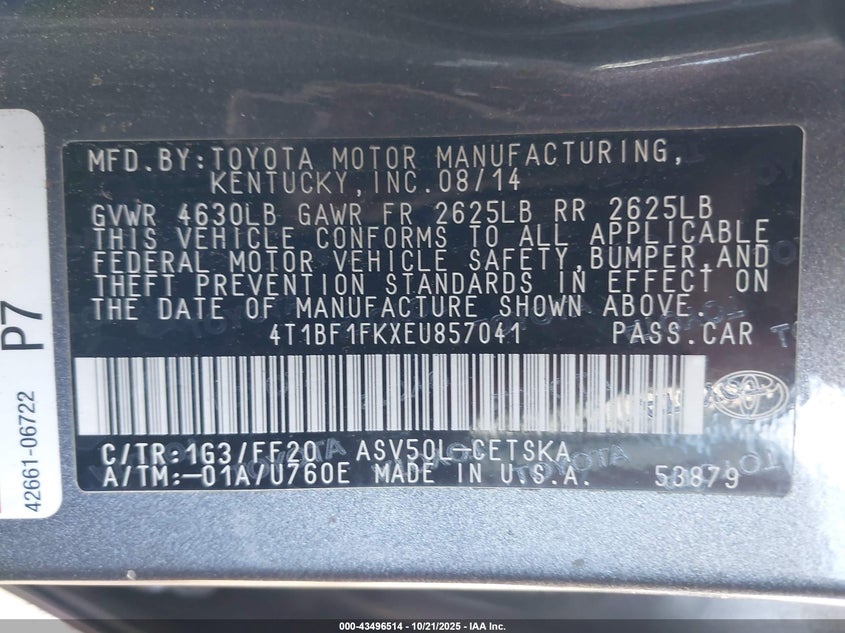 MFD.BY:TOYOTA MOTOR MANUFACTURING,
KENTUCKY,INC.08/14
GVWR 4630LB GAWR FR 2625LB RR 2625LB
THIS VEHICLE CONFORMS TO ALL APPLICABLE
FEDERAL MOTOR VEHICLE SAFETY,BUMPER,AND
THEFT PREVENTION STANDARDS IN EFFECT ON
THE DATE OF MANUFACTURE SHOWN ABOVE.
4T1BF1FKXEU857041 PASS.CAR
C/TR:1G3/FF20 ASV50L-CETSKA
A/TM:-01A/U760E MADE IN U.S.A. 53879
P7
42661-06722
TOYOTA
000-43496514 - 10/21/2025 - IAA Inc.